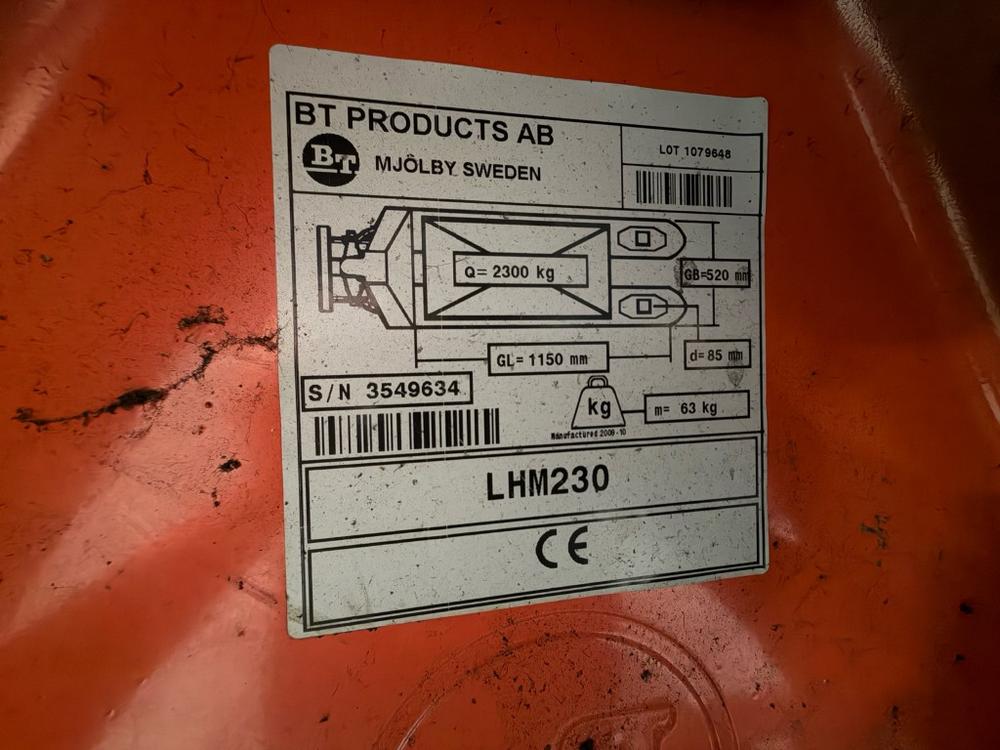 BT PRODUCTS AB
BT
MJÖLBY SWEDEN
LOT 1079648
Q= 2300 kg
GB=520 mm
GL= 1150 mm
d= 85 mm
S/N 3549634
kg
m= 63 kg
Manufactured 2009-10
LHM230
CE